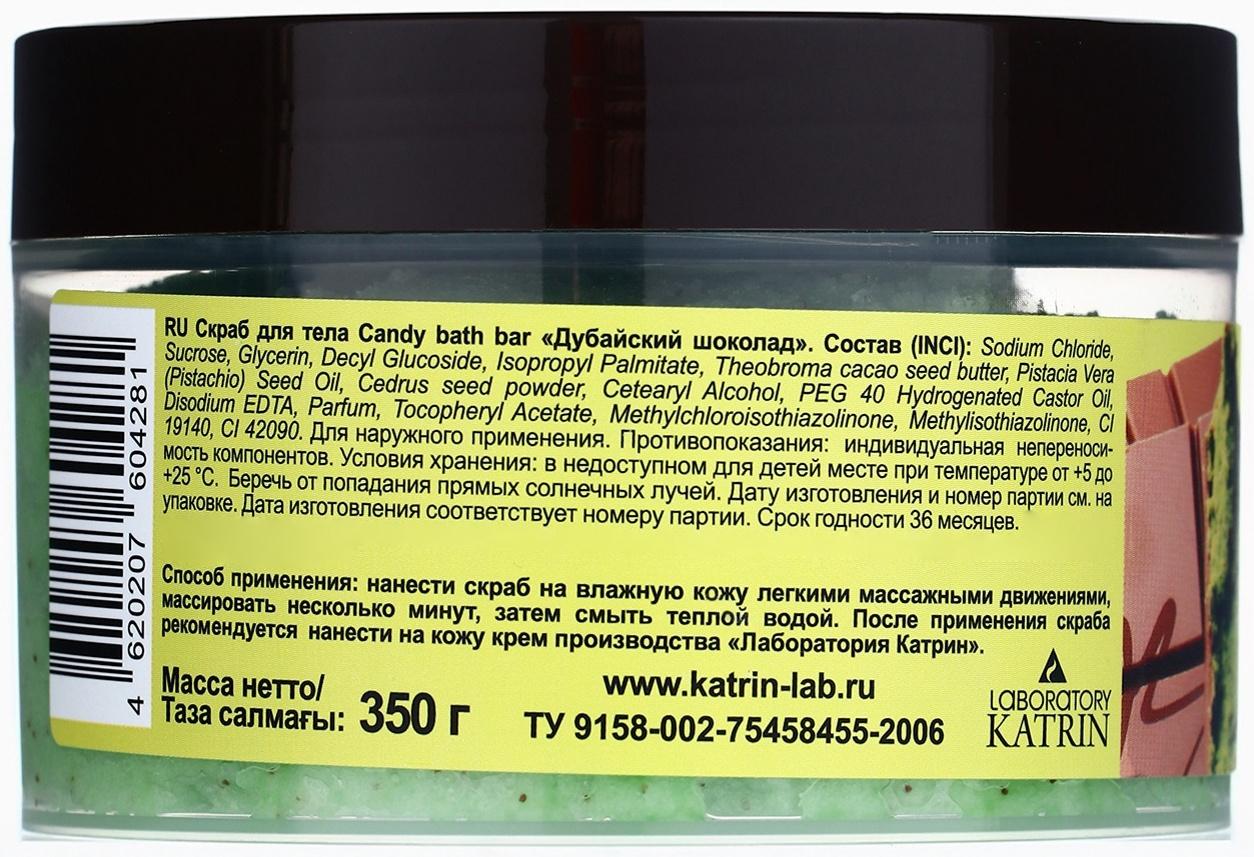 RU Скраб для тела Candy bath bar «Дубайский шоколад». Состав (INCI): Sodium Chloride,
Sucrose, Glycerin, Decyl Glucoside, Isopropyl Palmitate, Theobroma cacao seed butter, Pistacia Vera
(Pistachio) Seed Oil, Cedrus seed powder, Cetearyl Alcohol, PEG 40 Hydrogenated Castor Oil,
Disodium EDTA, Parfum, Tocopheryl Acetate, Methylchloroisothiazolinone, Methylisothiazolinone, CI
19140, CI 42090. Для наружного применения. Противопоказания: индивидуальная непереноси-
мость компонентов. Условия хранения: в недоступном для детей месте при температуре от +5 до
+25 °C. Беречь от попадания прямых солнечных лучей. Дату изготовления и номер партии см. на
упаковке. Дата изготовления соответствует номеру партии. Срок годности 36 месяцев.
Способ применения: нанести скраб на влажную кожу легкими массажными движениями,
массировать несколько минут, затем смыть теплой водой. После применения скраба
рекомендуется нанести на кожу крем производства «Лаборатория Катрин».
Масса нетто/
Таза салмағы: 350 г
www.katrin-lab.ru
ТУ 9158-002-75458455-2006
LABORATORY
KATRIN
4 620207 604281